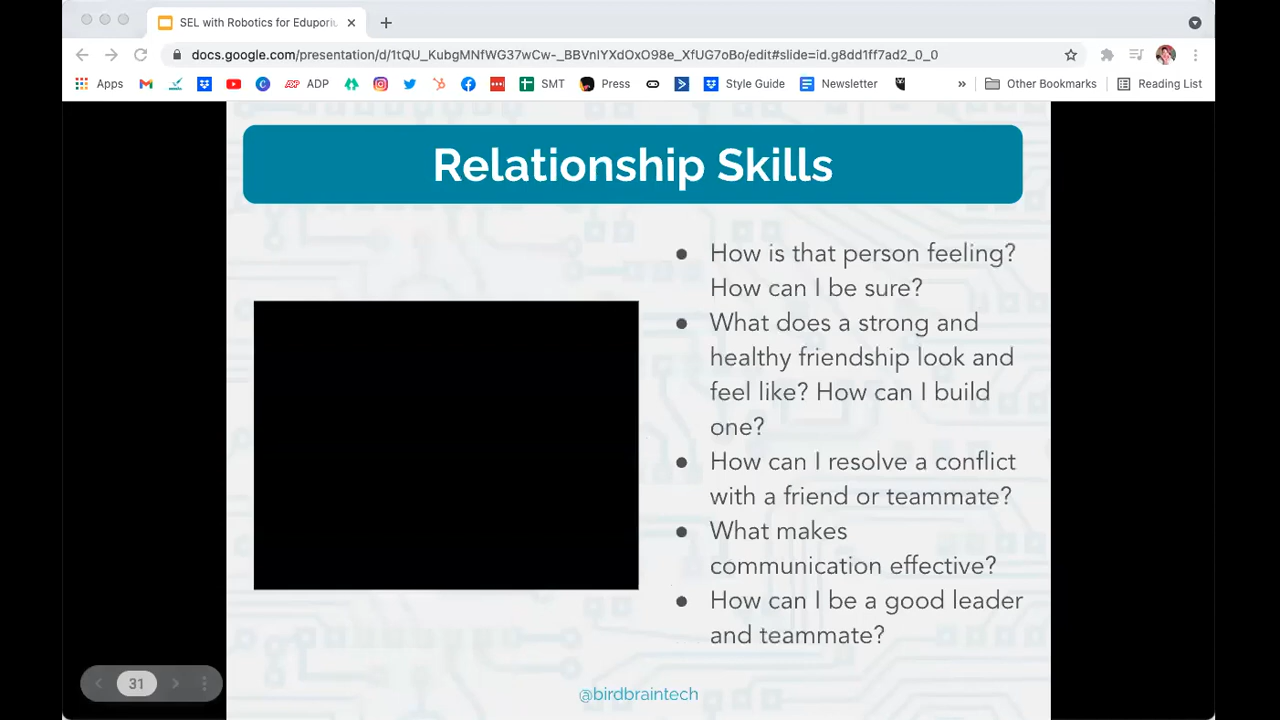 SEL with Robotics for Eduporiu
docs.google.com/presentation/d/1tQU_KubgMNfWG37wCw-_BBVnIYXdOxO98e_XfUG7oBo/edit#slide=id.g8dd1ff7ad2_0_0
Apps ADP SMT Press Style Guide Newsletter » Other Bookmarks Reading List
Relationship Skills
● How is that person feeling?
How can I be sure?
● What does a strong and
healthy friendship look and
feel like? How can I build
one?
● How can I resolve a conflict
with a friend or teammate?
● What makes
communication effective?
● How can I be a good leader
and teammate?
31
@birdbraintech